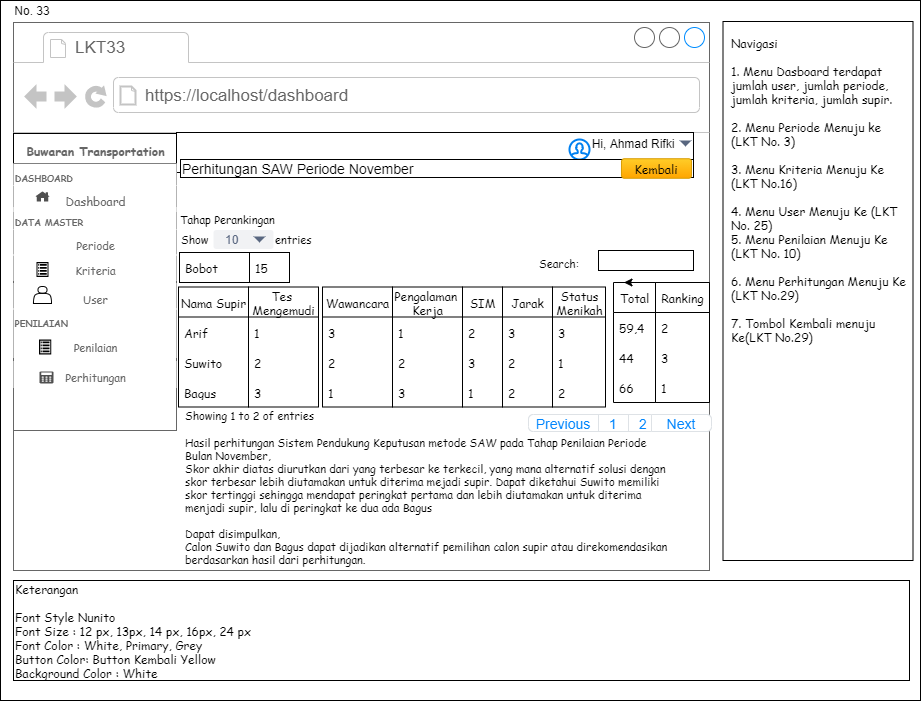 No. 33
LKT33
https://localhost/dashboard
Buwaran Transportation
Hi, Ahmad Rifki
Perhitungan SAW Periode November
Kembali
DASHBOARD
Dashboard
DATA MASTER
Periode
Kriteria
User
PENILAIAN
Penilaian
Perhitungan
Tahap Perankingan
Show 10 entries
Bobot 15
Search:
Nama Supir Tes Mengemudi Wawancara Pengalaman Kerja SIM Jarak Status Menikah Total Ranking
Arif 1 3 1 2 3 3 59,4 2
Suwito 2 2 2 3 2 1 44 3
Bagus 3 1 3 1 2 2 66 1
Showing 1 to 2 of entries
Previous 1 2 Next
Hasil perhitungan Sistem Pendukung Keputusan metode SAW pada Tahap Penilaian Periode
Bulan November,
Skor akhir diatas diurutkan dari yang terbesar ke terkecil, yang mana alternatif solusi dengan
skor terbesar lebih diutamakan untuk diterima mejadi supir. Dapat diketahui Suwito memiliki
skor tertinggi sehingga mendapat peringkat pertama dan lebih diutamakan untuk diterima
menjadi supir, lalu di peringkat ke dua ada Bagus
Dapat disimpulkan,
Calon Suwito dan Bagus dapat dijadikan alternatif pemilihan calon supir atau direkomendasikan
berdasarkan hasil dari perhitungan.
Navigasi
1. Menu Dasboard terdapat
jumlah user, jumlah periode,
jumlah kriteria, jumlah supir.
2. Menu Periode Menuju ke
(LKT No. 3)
3. Menu Kriteria Menuju Ke
(LKT No.16)
4. Menu User Menuju Ke (LKT
No. 25)
5. Menu Penilaian Menuju Ke
(LKT No. 10)
6. Menu Perhitungan Menuju Ke
(LKT No.29)
7. Tombol Kembali menuju
Ke(LKT No.29)
Keterangan
Font Style Nunito
Font Size : 12 px, 13px, 14 px, 16px, 24 px
Font Color : White, Primary, Grey
Button Color: Button Kembali Yellow
Background Color : White